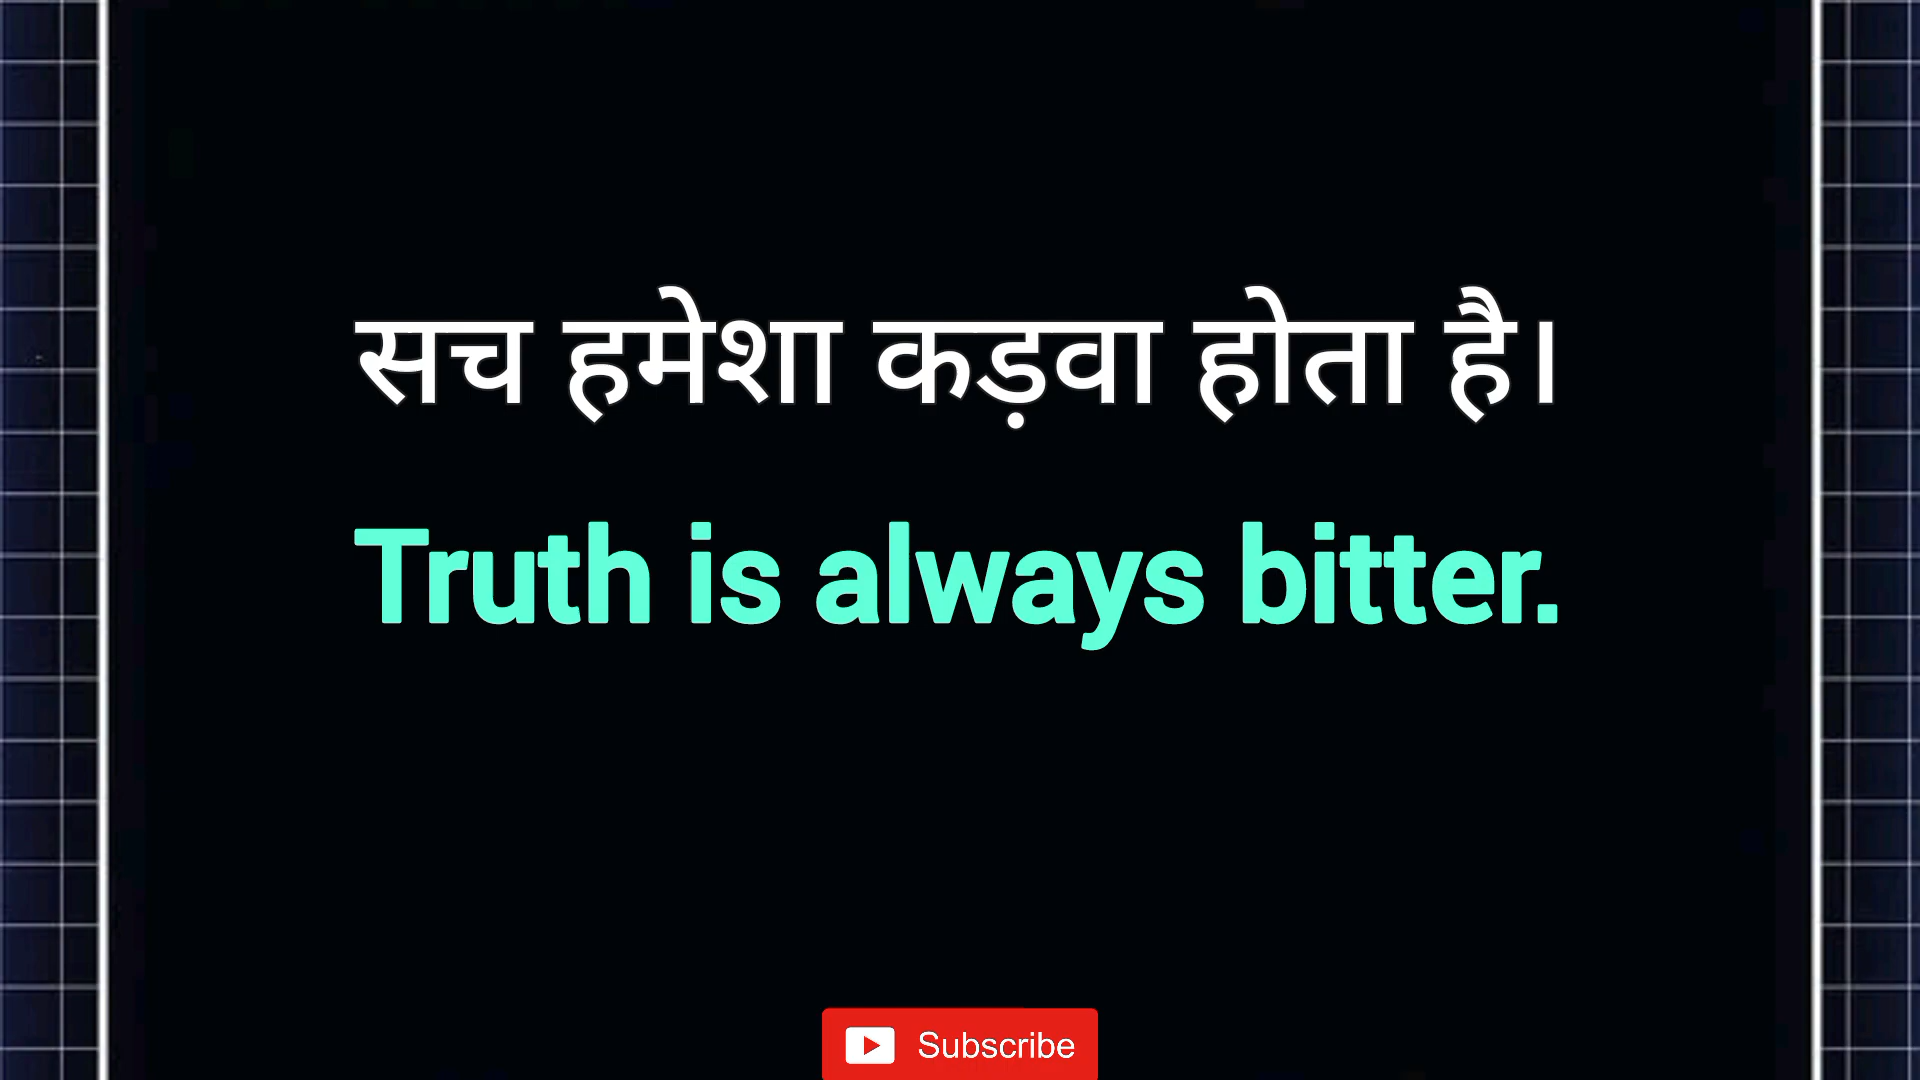 सच हमेशा कड़वा होता है।
Truth is always bitter.
Subscribe